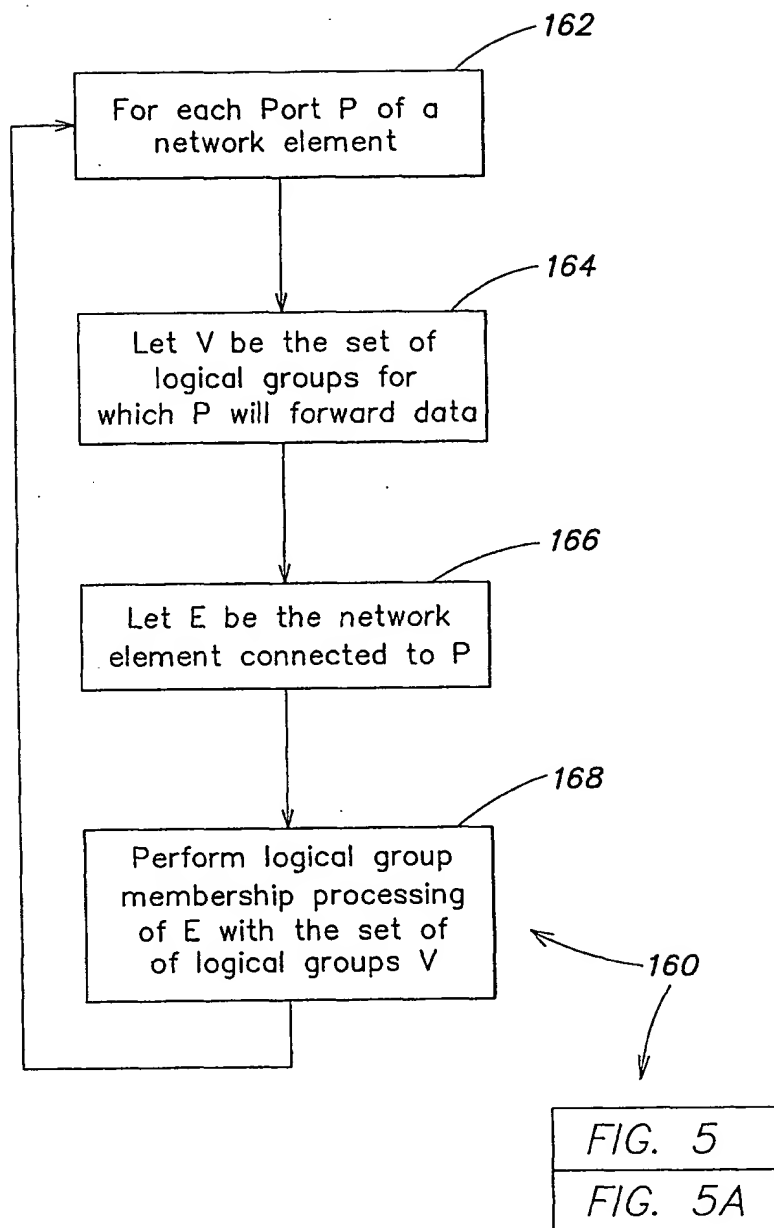 162
For each Port P of a
network element
164
Let V be the set of
logical groups for
which P will forward data
166
Let E be the network
element connected to P
168
Perform logical group
membership processing
of E with the set of
of logical groups V
160
FIG. 5
FIG. 5A